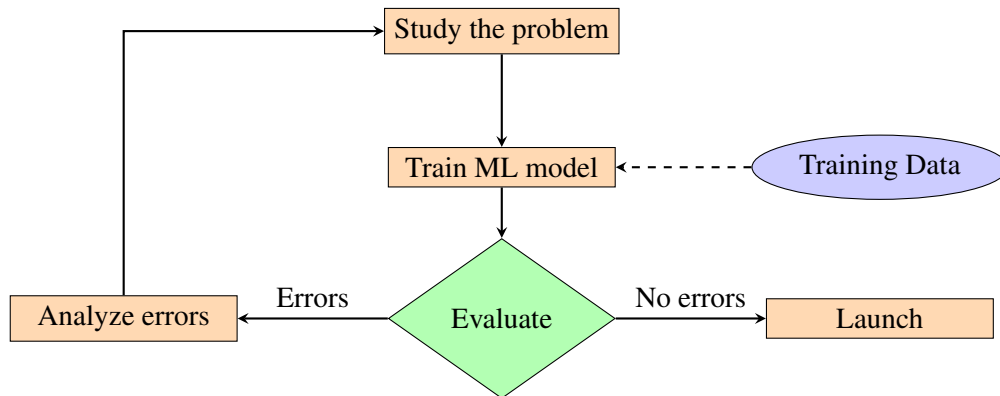 Study the problem
Train ML model
Training Data
Errors
No errors
Analyze errors
Evaluate
Launch